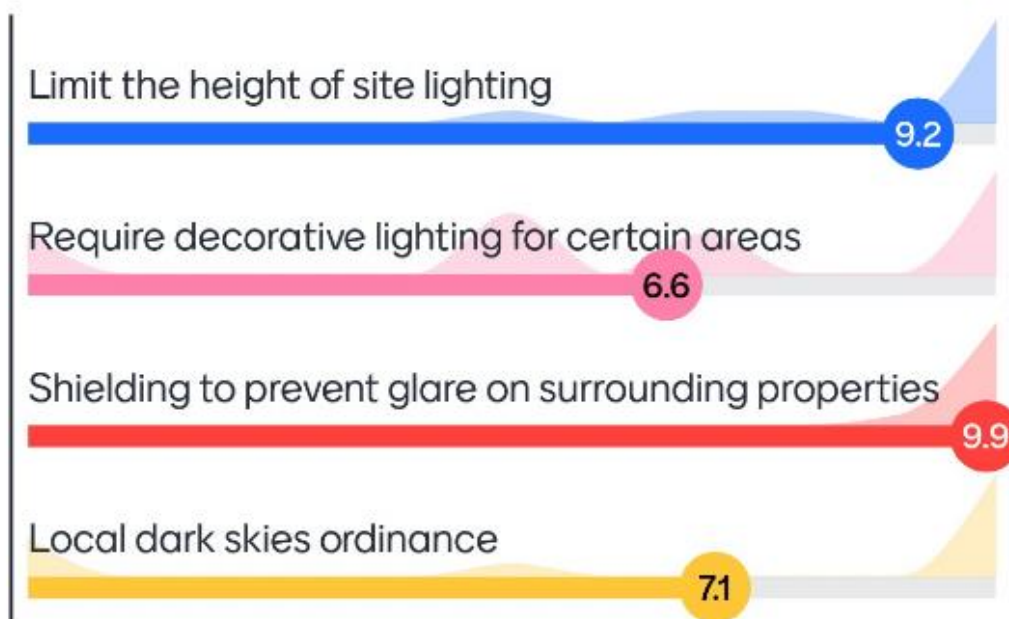 Limit the height of site lighting
9.2
Require decorative lighting for certain areas
6.6
Shielding to prevent glare on surrounding properties
9.9
Local dark skies ordinance
7.1